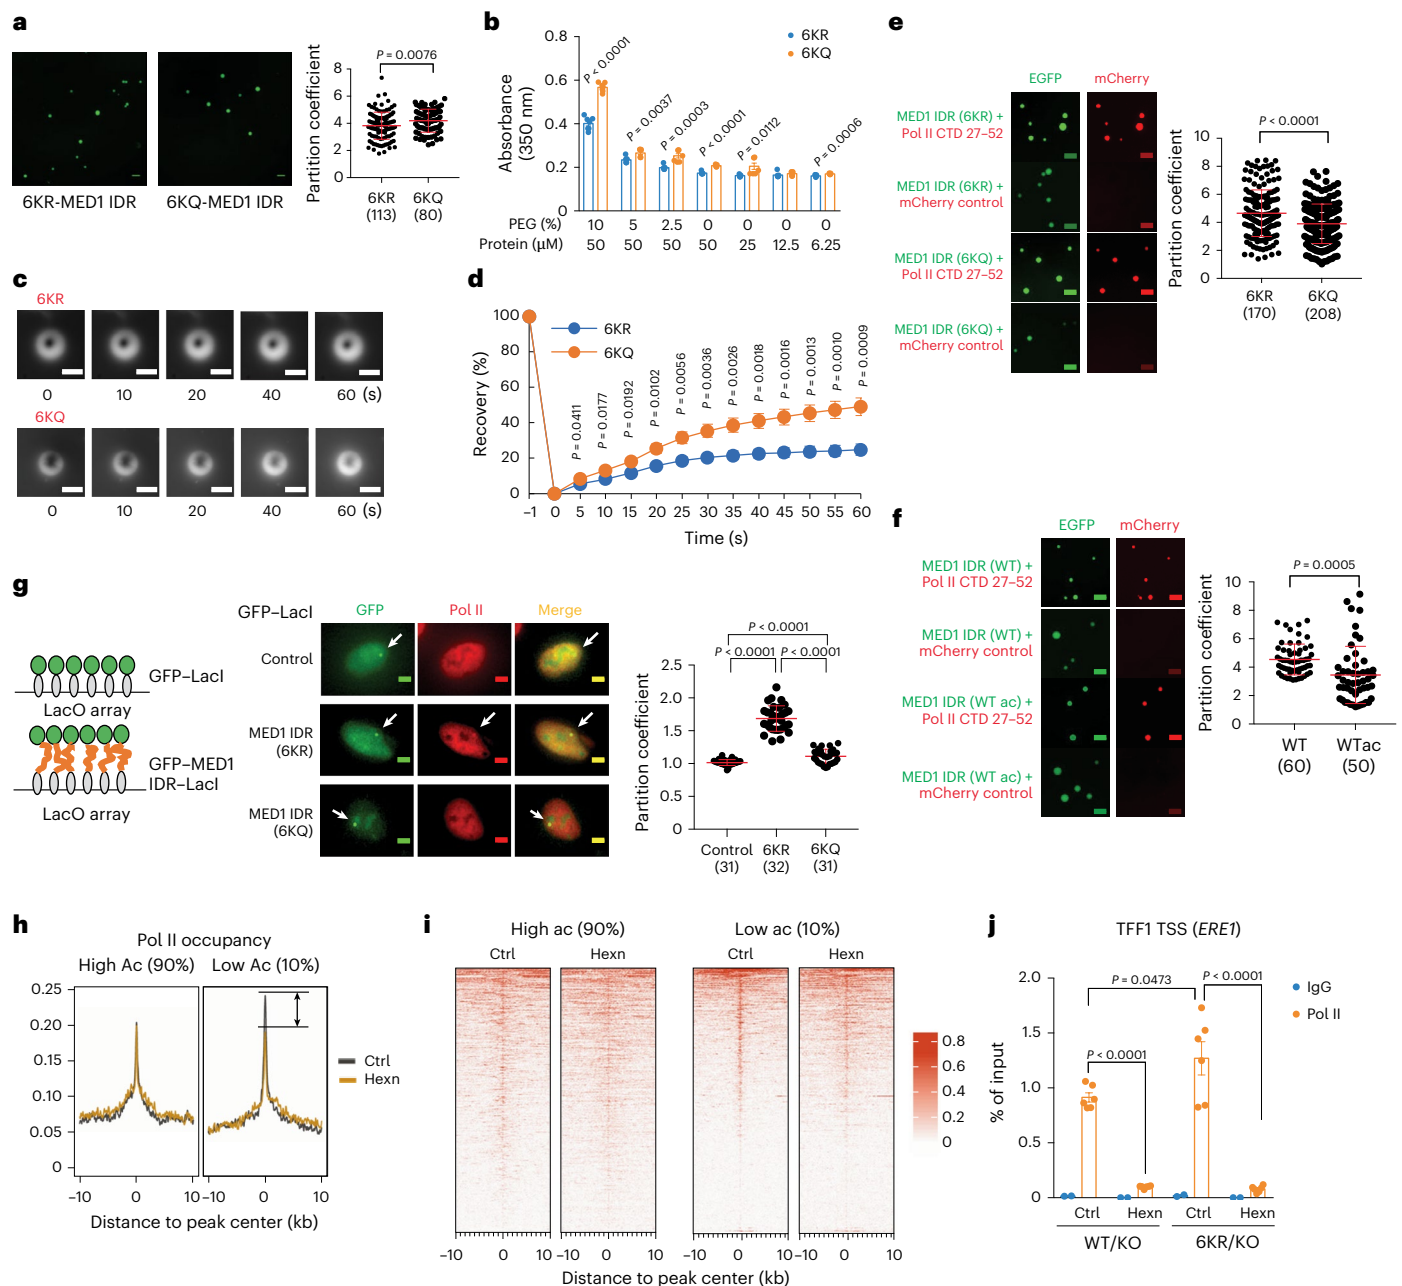 a
6KR-MED1 IDR
6KQ-MED1 IDR
Partition coefficient
P = 0.0076
8
6
4
2
0
6KR
(113)
6KQ
(80)
b
Absorbance
(350 nm)
0.8
0.6
0.4
0.2
0
P < 0.0001
P = 0.0037
P = 0.0003
P < 0.0001
P = 0.0112
P = 0.0006
6KR
6KQ
PEG (%)
10 5 2.5 0 0 0 0
Protein (μM)
50 50 50 50 25 12.5 6.25
c
6KR
0 10 20 40 60 (s)
6KQ
0 10 20 40 60 (s)
d
Recovery (%)
100
80
60
40
20
0
6KR
6KQ
P = 0.0411
P = 0.0177
P = 0.0192
P = 0.0102
P = 0.0056
P = 0.0036
P = 0.0026
P = 0.0018
P = 0.0016
P = 0.0013
P = 0.0010
P = 0.0009
–1 0 5 10 15 20 25 30 35 40 45 50 55 60
Time (s)
e
EGFP
mCherry
MED1 IDR (6KR) +
Pol II CTD 27–52
MED1 IDR (6KR) +
mCherry control
MED1 IDR (6KQ) +
Pol II CTD 27–52
MED1 IDR (6KQ) +
mCherry control
Partition coefficient
P < 0.0001
10
8
6
4
2
0
6KR
(170)
6KQ
(208)
f
EGFP
mCherry
MED1 IDR (WT) +
Pol II CTD 27–52
MED1 IDR (WT) +
mCherry control
MED1 IDR (WT ac) +
Pol II CTD 27–52
MED1 IDR (WT ac) +
mCherry control
Partition coefficient
P = 0.0005
10
8
6
4
2
0
WT
(60)
WTac
(50)
g
GFP–LacI
LacO array
GFP–MED1
IDR–LacI
LacO array
GFP–LacI
GFP
Pol II
Merge
Control
MED1 IDR
(6KR)
MED1 IDR
(6KQ)
Partition coefficient
P < 0.0001
P < 0.0001
P < 0.0001
2.5
2.0
1.5
1.0
0.5
0
Control
(31)
6KR
(32)
6KQ
(31)
h
Pol II occupancy
High Ac (90%)
Low Ac (10%)
0.25
0.20
0.15
0.10
0.05
0
Ctrl
Hexn
–10 0 10
–10 0 10
Distance to peak center (kb)
i
High ac (90%)
Low ac (10%)
Ctrl
Hexn
Ctrl
Hexn
0.8
0.6
0.4
0.2
0
–10 0 10
–10 0 10
–10 0 10
–10 0 10
Distance to peak center (kb)
j
TFF1 TSS (ERE1)
% of input
2.0
1.5
1.0
0.5
0
P = 0.0473
P < 0.0001
P < 0.0001
IgG
Pol II
Ctrl
Hexn
Ctrl
Hexn
WT/KO
6KR/KO